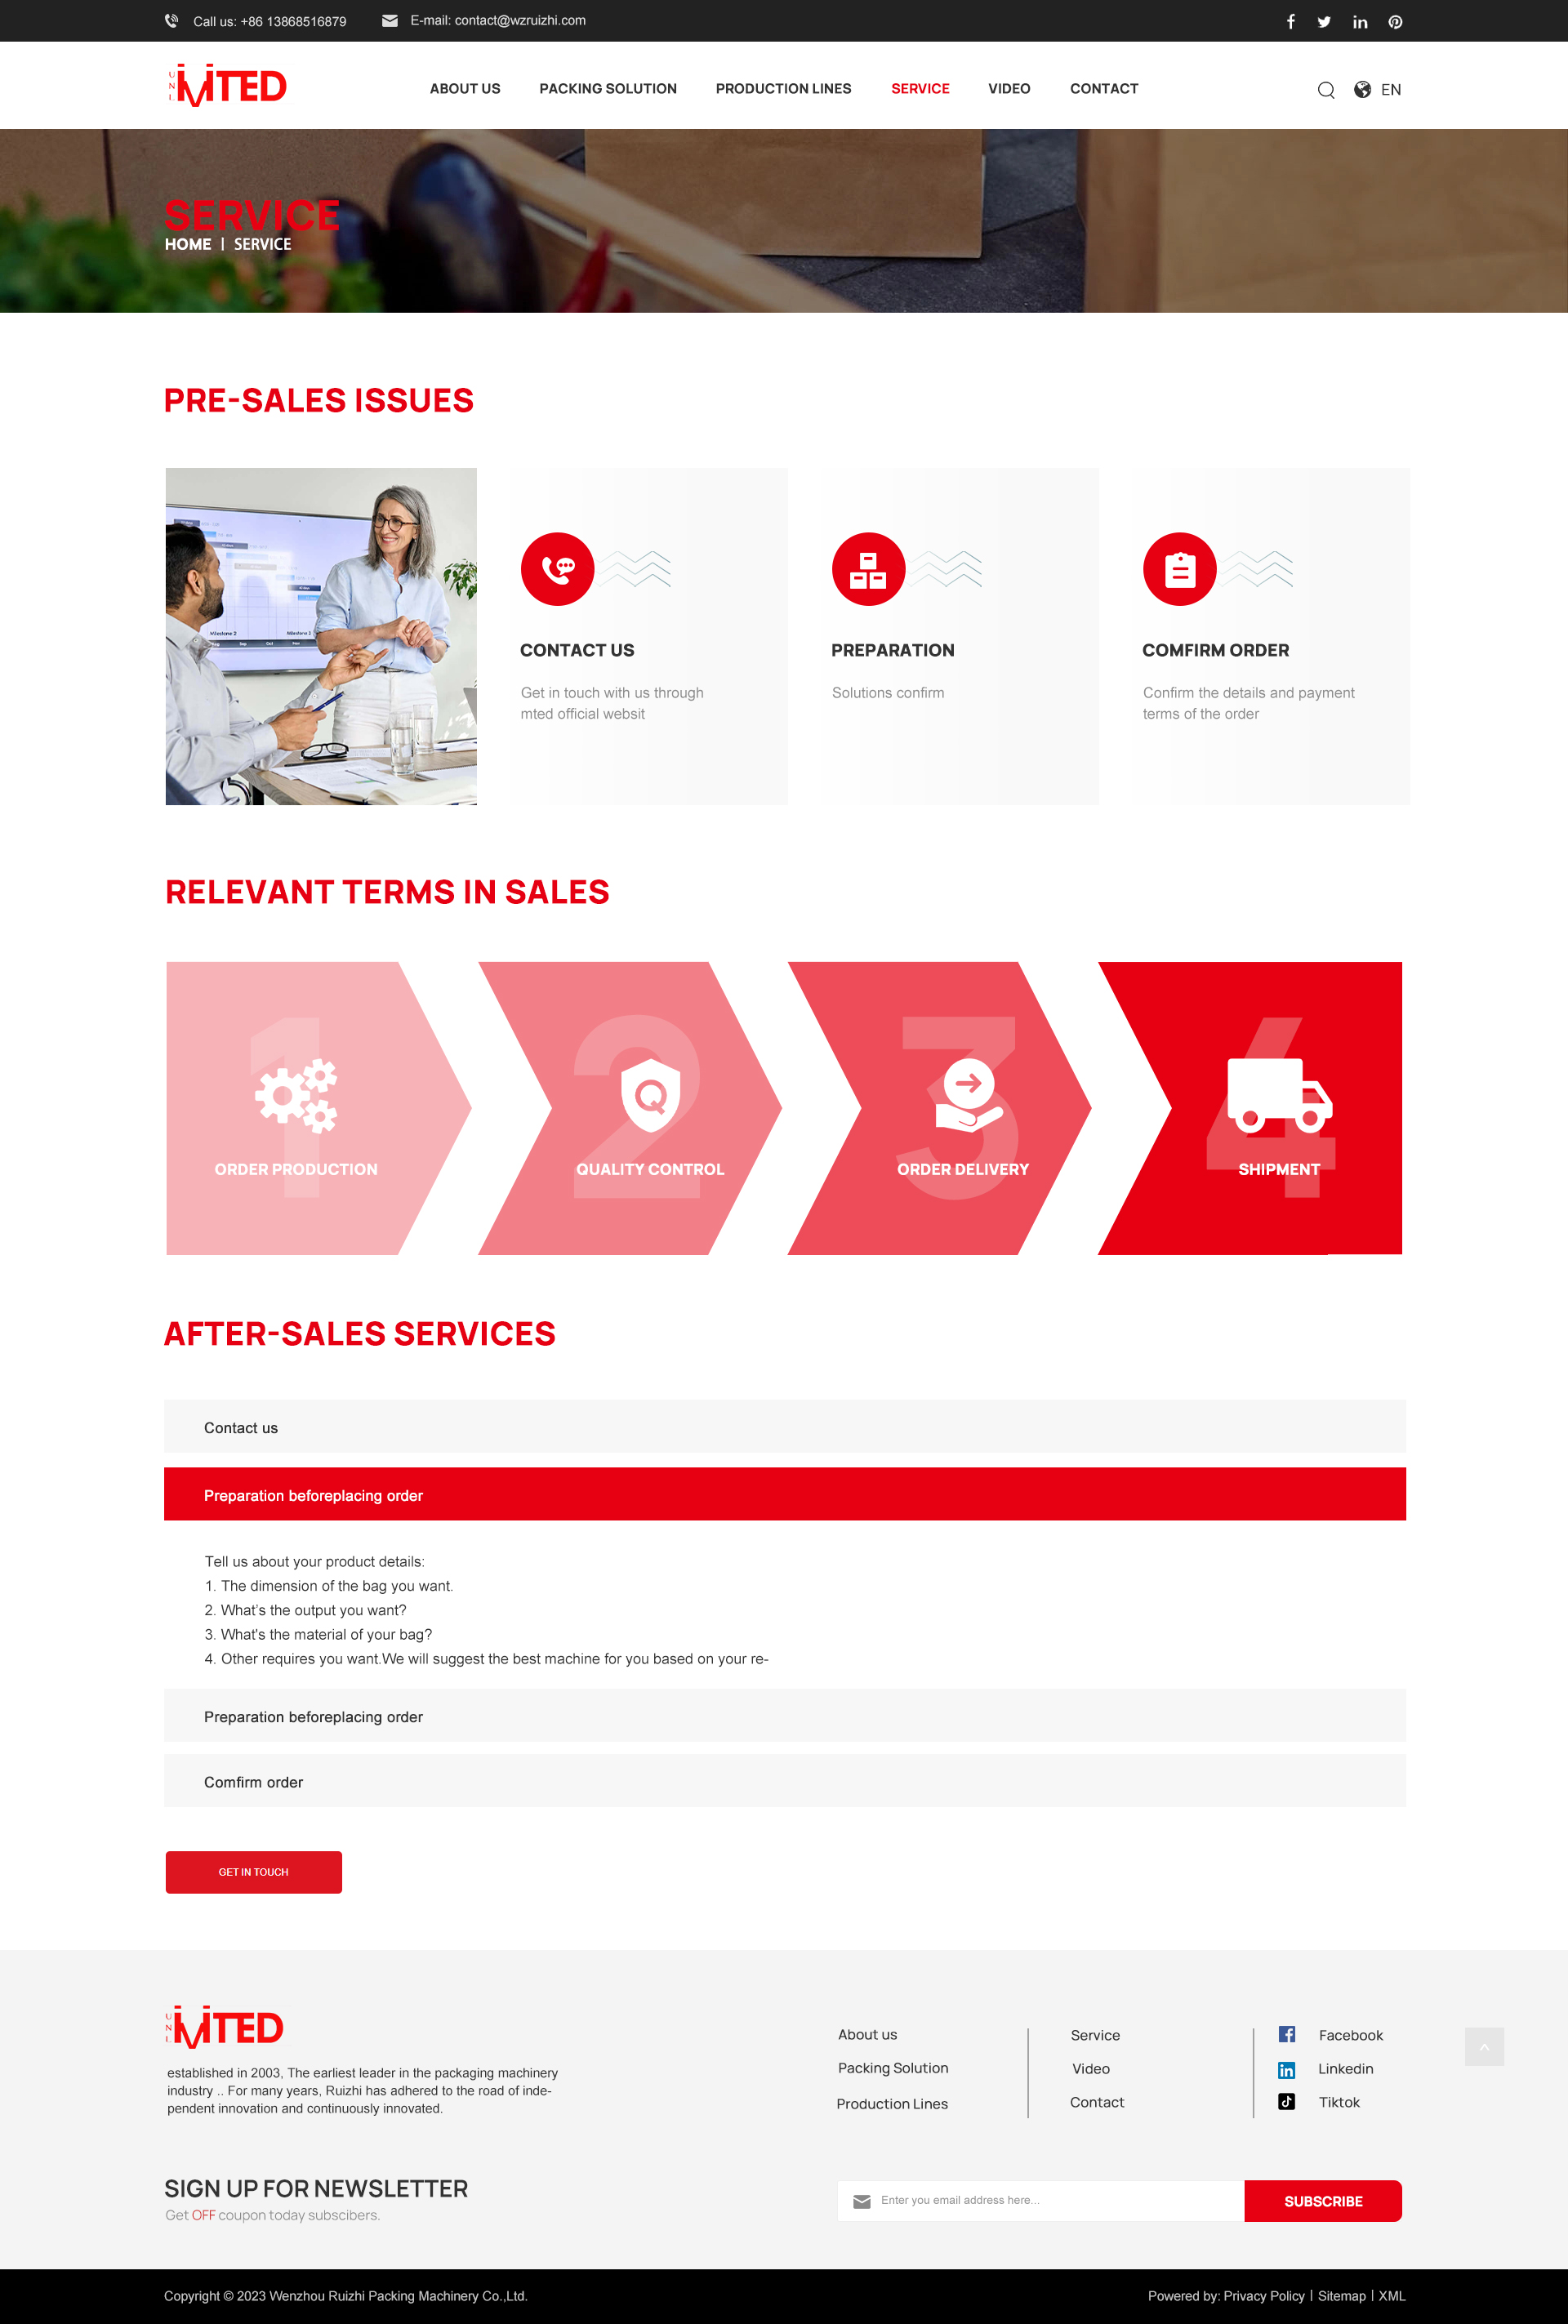 Call us: +86 13868516879
E-mail: contact@wzruizhi.com
UNI MTED
ABOUT US
PACKING SOLUTION
PRODUCTION LINES
SERVICE
VIDEO
CONTACT
EN
SERVICE
HOME | SERVICE
PRE-SALES ISSUES
Milestone 2
Milestone 3
Sep Oct Nov
CONTACT US
Get in touch with us through
mted official websit
PREPARATION
Solutions confirm
COMFIRM ORDER
Confirm the details and payment
terms of the order
RELEVANT TERMS IN SALES
1
ORDER PRODUCTION
2
Q
QUALITY CONTROL
3
ORDER DELIVERY
4
SHIPMENT
AFTER-SALES SERVICES
Contact us
Preparation beforeplacing order
Tell us about your product details:
1. The dimension of the bag you want.
2. What's the output you want?
3. What's the material of your bag?
4. Other requires you want.We will suggest the best machine for you based on your re-
Preparation beforeplacing order
Comfirm order
GET IN TOUCH
UNI MTED
established in 2003, The earliest leader in the packaging machinery
industry .. For many years, Ruizhi has adhered to the road of inde-
pendent innovation and continuously innovated.
About us
Packing Solution
Production Lines
Service
Video
Contact
Facebook
Linkedin
Tiktok
SIGN UP FOR NEWSLETTER
Get OFF coupon today subscibers.
Enter you email address here...
SUBSCRIBE
Copyright © 2023 Wenzhou Ruizhi Packing Machinery Co.,Ltd.
Powered by: Privacy Policy | Sitemap | XML